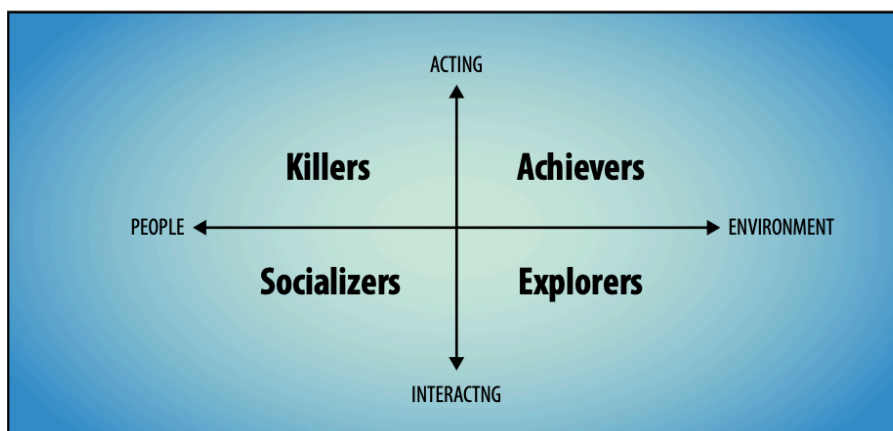 ACTING
Killers Achievers
PEOPLE ENVIRONMENT
Socializers Explorers
INTERACTNG